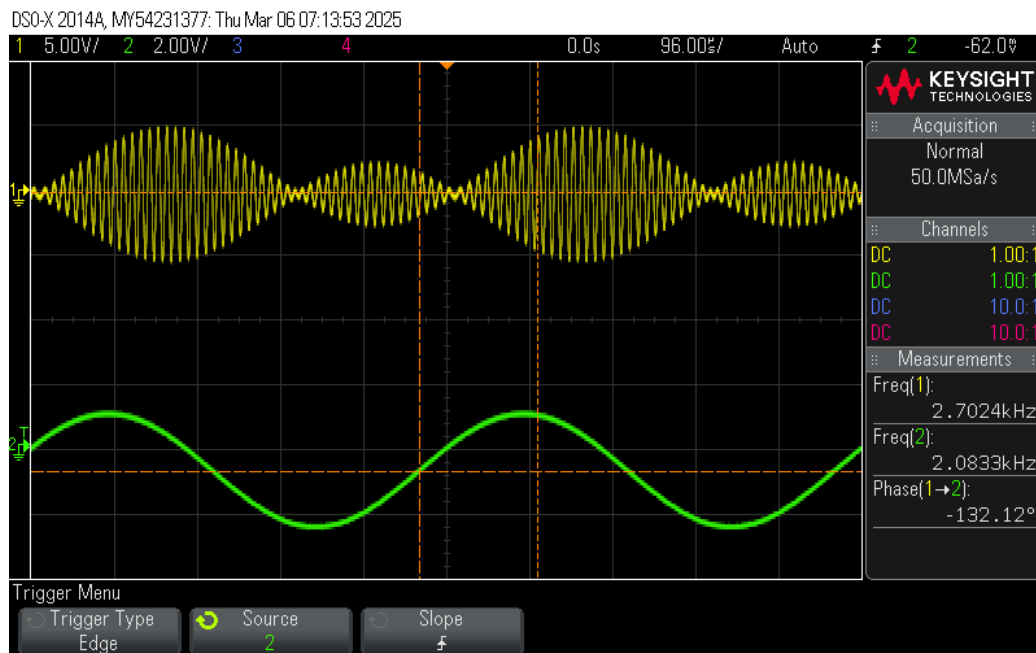 DSO-X 2014A, MY54231377: Thu Mar 06 07:13:53 2025
1 5.00V/ 2 2.00V/ 3 4 0.0s 96.00µs/ Auto 2 -62.0mV
KEYSIGHT
TECHNOLOGIES
Acquisition
Normal
50.0MSa/s
Channels
DC 1.00:1
DC 1.00:1
DC 10.0:1
DC 10.0:1
Measurements
Freq(1):
2.7024kHz
Freq(2):
2.0833kHz
Phase(1→2):
-132.12°
1
T
2
Trigger Menu
Trigger Type
Edge
Source
2
Slope